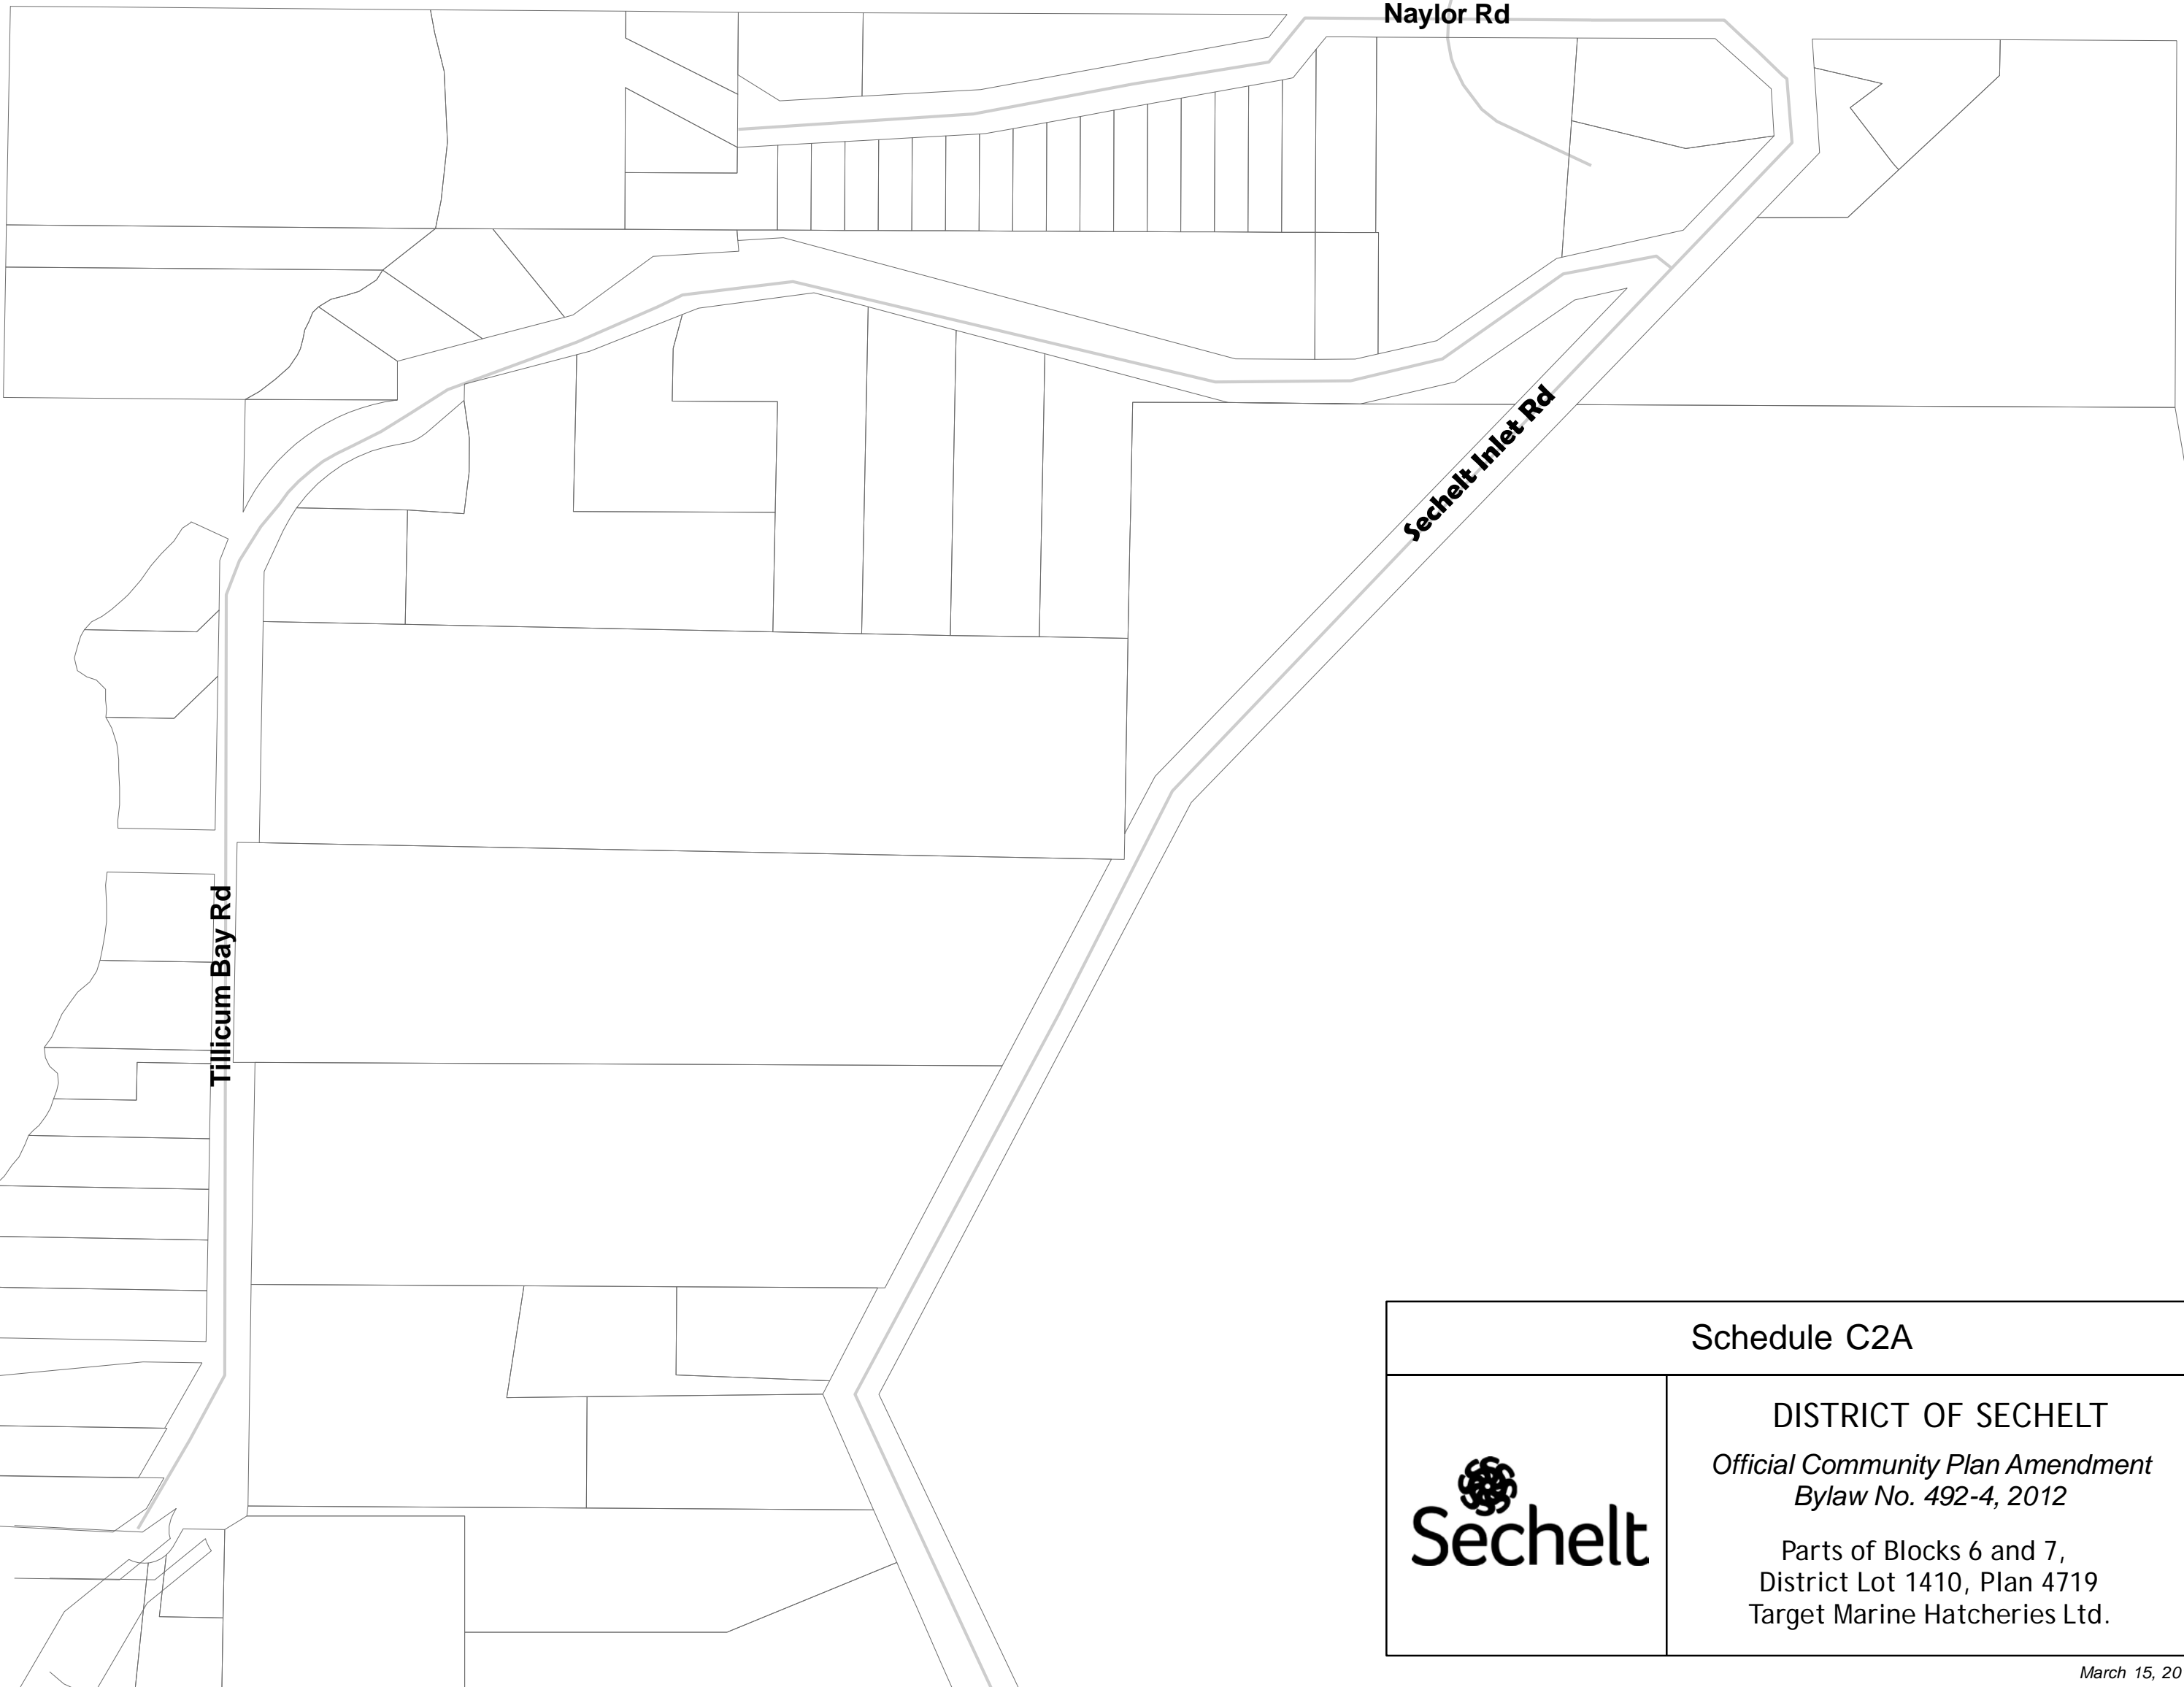 Naylor Rd
Sechelt Inlet Rd
Tillicum Bay Rd
Schedule C2A
Sechelt
DISTRICT OF SECHELT
Official Community Plan Amendment
Bylaw No. 492-4, 2012
Parts of Blocks 6 and 7,
District Lot 1410, Plan 4719
Target Marine Hatcheries Ltd.
March 15, 20